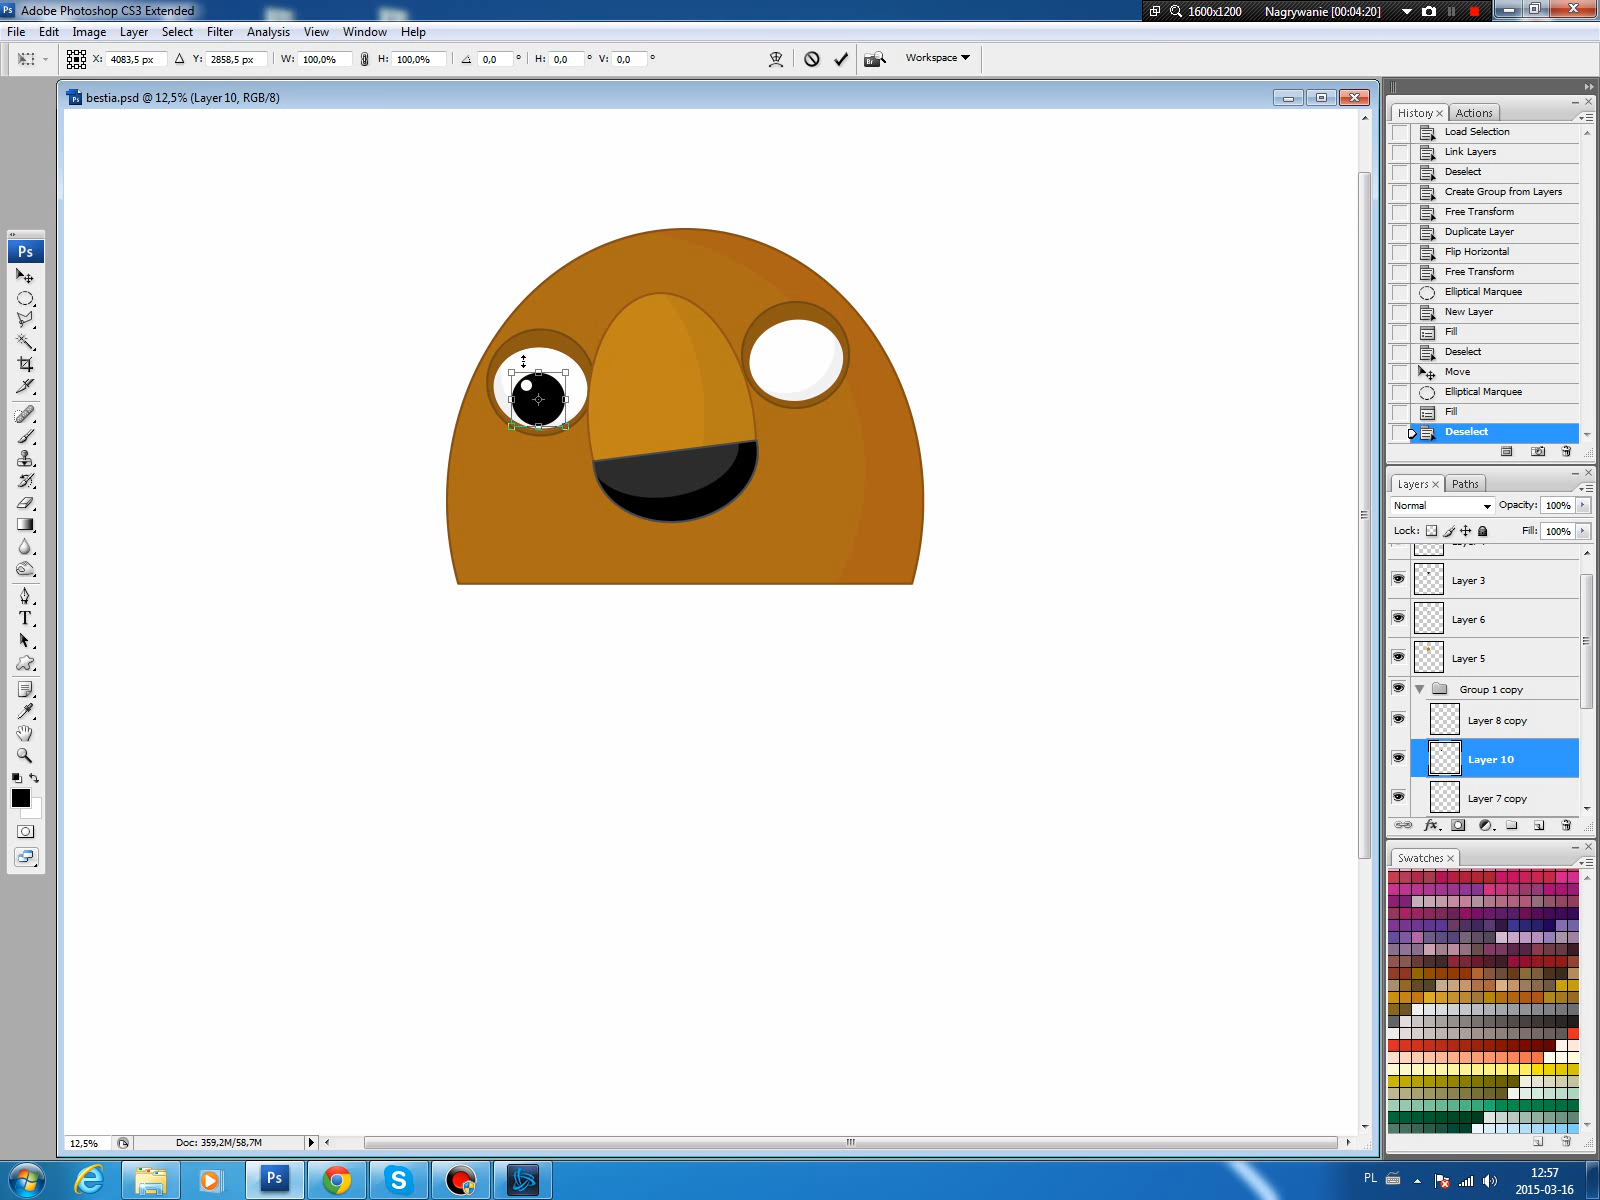 Adobe Photoshop CS3 Extended
1600x1200 Nagrywanie [00:04:20]
File Edit Image Layer Select Filter Analysis View Window Help
X: 4083,5 px Y: 2858,5 px W: 100,0% H: 100,0% 0,0 ° H: 0,0 ° V: 0,0 ° Workspace
bestia.psd @ 12,5% (Layer 10, RGB/8)
History Actions
Load Selection
Link Layers
Deselect
Create Group from Layers
Free Transform
Duplicate Layer
Flip Horizontal
Free Transform
Elliptical Marquee
New Layer
Fill
Deselect
Move
Elliptical Marquee
Fill
Deselect
Layers Paths
Normal Opacity: 100%
Lock: Fill: 100%
Layer 3
Layer 6
Layer 5
Group 1 copy
Layer 8 copy
Layer 10
Layer 7 copy
Swatches
Ps
12,5% Doc: 359,2M/58,7M
Ps
PL
12:57
2015-03-16